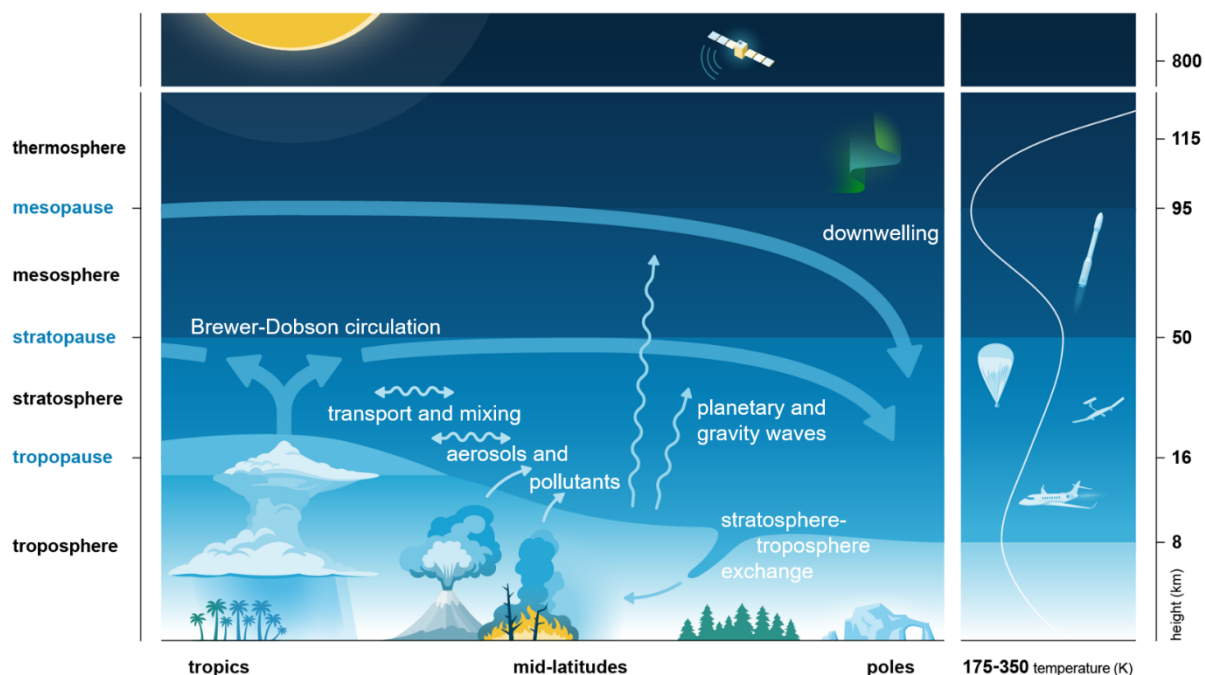 800
thermosphere
115
mesopause
95
downwelling
mesosphere
Brewer-Dobson circulation
stratopause
50
stratosphere
transport and mixing
planetary and
gravity waves
tropopause
aerosols and
16
pollutants
stratosphere-
troposphere
exchange
troposphere
8
height (km)
tropics
mid-latitudes
poles
175-350 temperature (K)